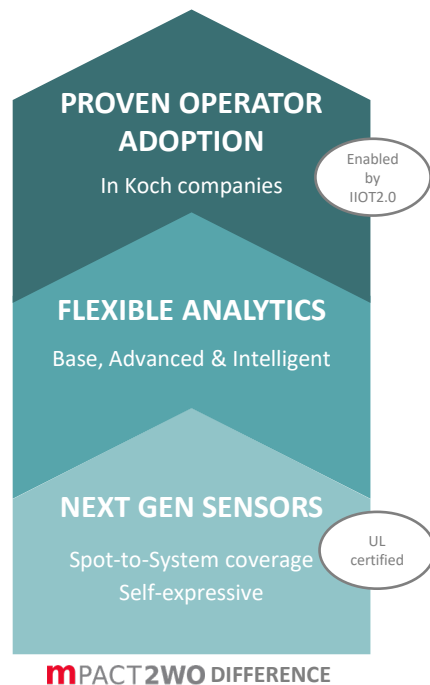 PROVEN OPERATOR
ADOPTION
In Koch companies
Enabled
by
IIOT2.0
FLEXIBLE ANALYTICS
Base, Advanced & Intelligent
NEXT GEN SENSORS
Spot-to-System coverage
Self-expressive
UL
certified
mPACT2WO DIFFERENCE